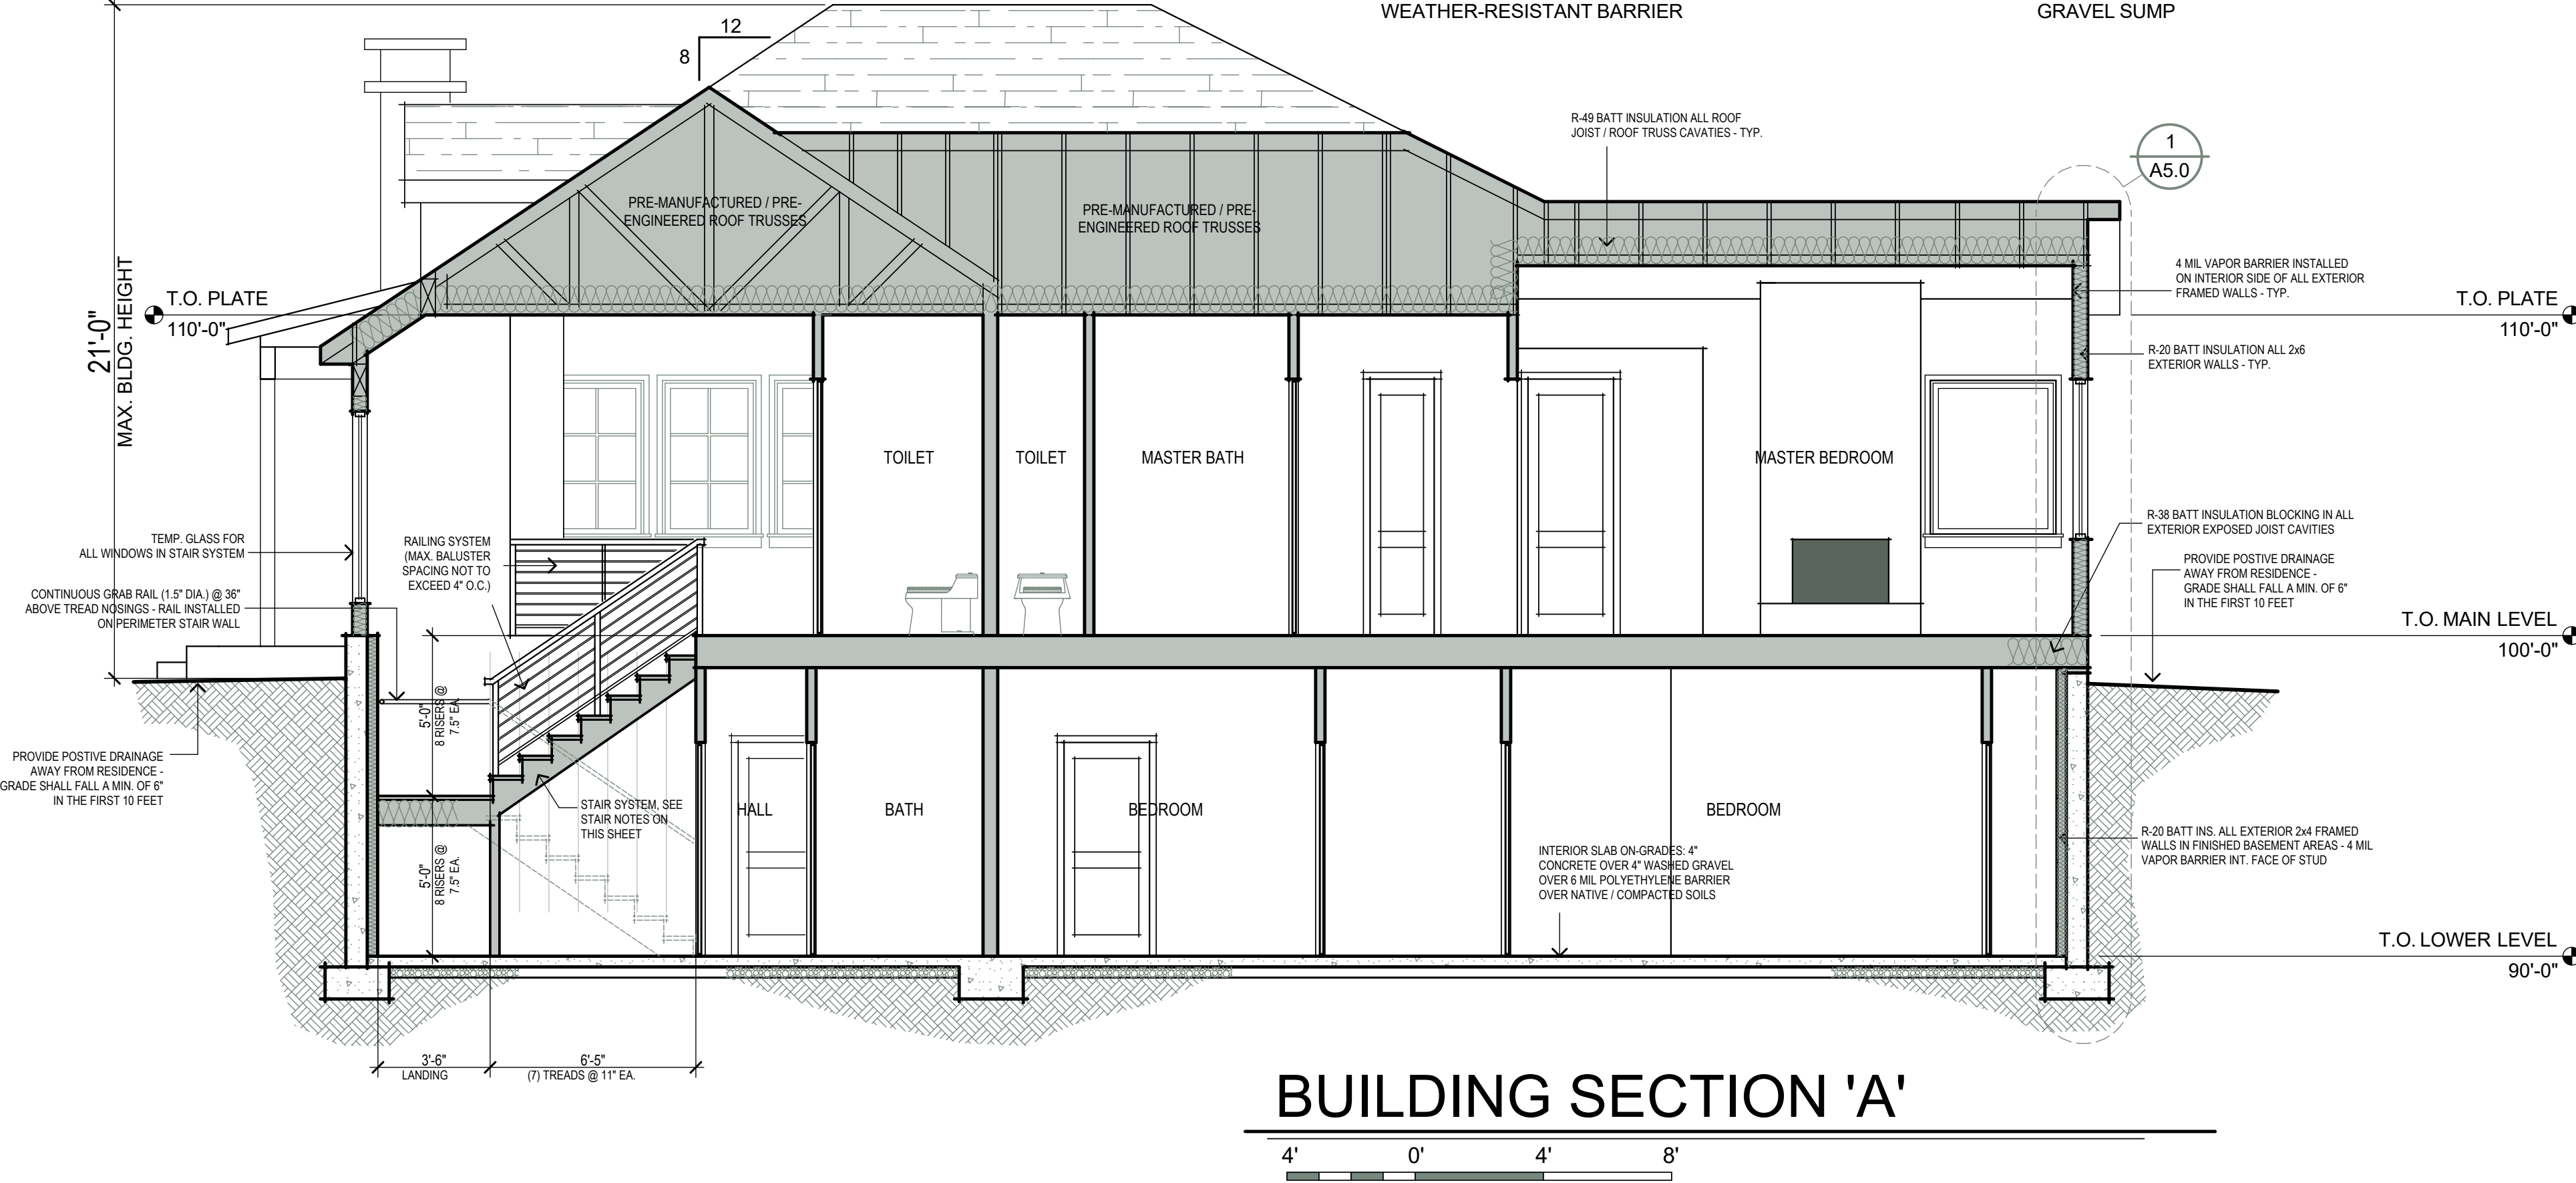 WEATHER-RESISTANT BARRIER
GRAVEL SUMP
12
8
R-49 BATT INSULATION ALL ROOF
JOIST / ROOF TRUSS CAVATIES - TYP.
1
A5.0
PRE-MANUFACTURED / PRE-
ENGINEERED ROOF TRUSSES
PRE-MANUFACTURED / PRE-
ENGINEERED ROOF TRUSSES
21'-0"
MAX. BLDG. HEIGHT
T.O. PLATE
110'-0"
4 MIL VAPOR BARRIER INSTALLED
ON INTERIOR SIDE OF ALL EXTERIOR
FRAMED WALLS - TYP.
T.O. PLATE
110'-0"
R-20 BATT INSULATION ALL 2x6
EXTERIOR WALLS - TYP.
TOILET
TOILET
MASTER BATH
MASTER BEDROOM
TEMP. GLASS FOR
ALL WINDOWS IN STAIR SYSTEM
RAILING SYSTEM
(MAX. BALUSTER
SPACING NOT TO
EXCEED 4" O.C.)
CONTINUOUS GRAB RAIL (1.5" DIA.) @ 36"
ABOVE TREAD NOSINGS - RAIL INSTALLED
ON PERIMETER STAIR WALL
R-38 BATT INSULATION BLOCKING IN ALL
EXTERIOR EXPOSED JOIST CAVITIES
PROVIDE POSTIVE DRAINAGE
AWAY FROM RESIDENCE -
GRADE SHALL FALL A MIN. OF 6"
IN THE FIRST 10 FEET
T.O. MAIN LEVEL
100'-0"
5'-0"
8 RISERS @
7.5" EA.
PROVIDE POSTIVE DRAINAGE
AWAY FROM RESIDENCE -
GRADE SHALL FALL A MIN. OF 6"
IN THE FIRST 10 FEET
STAIR SYSTEM, SEE
STAIR NOTES ON
THIS SHEET
HALL
BATH
BEDROOM
BEDROOM
5'-0"
8 RISERS @
7.5" EA.
INTERIOR SLAB ON-GRADES: 4"
CONCRETE OVER 4" WASHED GRAVEL
OVER 6 MIL POLYETHYLENE BARRIER
OVER NATIVE / COMPACTED SOILS
R-20 BATT INS. ALL EXTERIOR 2x4 FRAMED
WALLS IN FINISHED BASEMENT AREAS - 4 MIL
VAPOR BARRIER INT. FACE OF STUD
T.O. LOWER LEVEL
90'-0"
3'-6"
LANDING
6'-5"
(7) TREADS @ 11" EA.
BUILDING SECTION 'A'
4' 0' 4' 8'